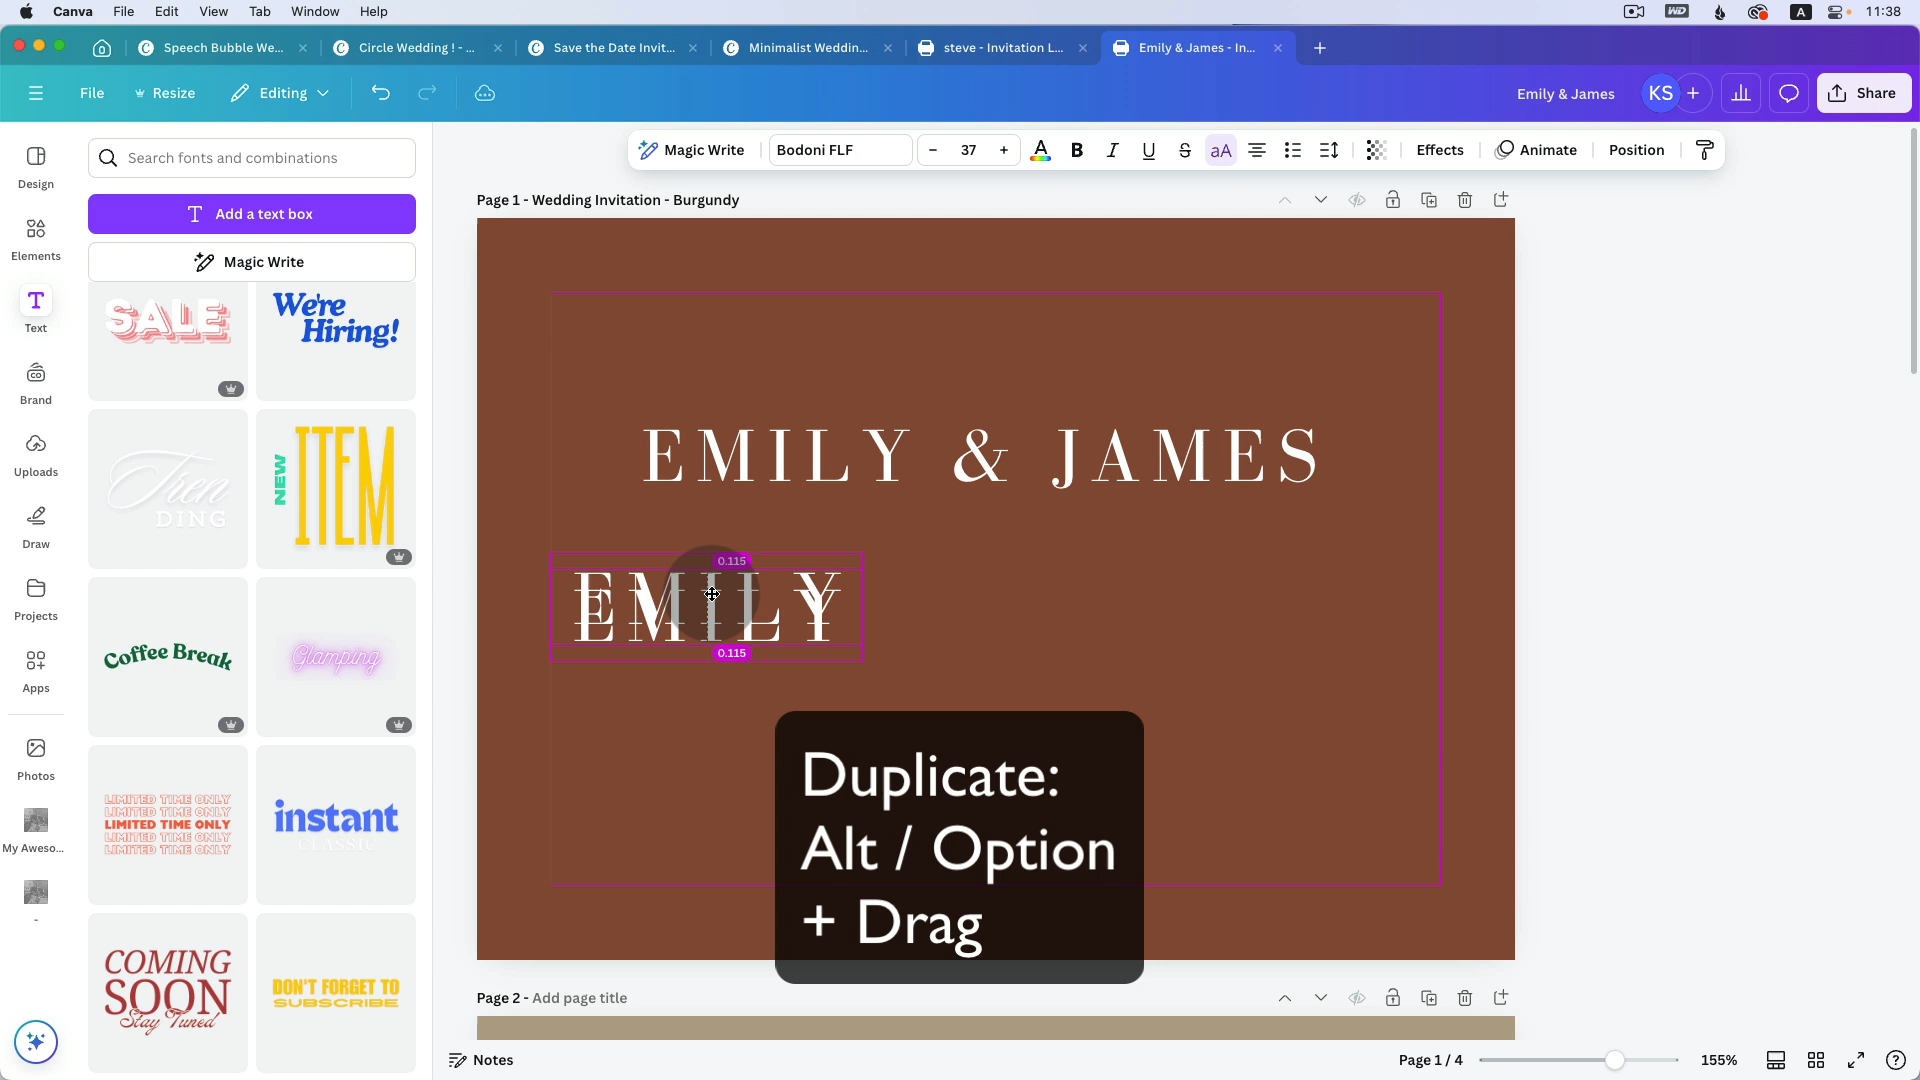 Canva File Edit View Tab Window Help WD A 11:38
Speech Bubble We... Circle Wedding ! - ... Save the Date Invit... Minimalist Weddin... steve - Invitation L... Emily & James - In...
File Resize Editing Emily & James KS Share
Search fonts and combinations
Magic Write Bodoni FLF 37 A B I U S aA Effects Animate Position
Design
Elements
Text
Brand
Uploads
Draw
Projects
Apps
Photos
My Aweso...
-
Add a text box
Magic Write
SALE
We're
Hiring!
Tren
DING
NEW
ITEM
Coffee Break
Glamping
LIMITED TIME ONLY
LIMITED TIME ONLY
LIMITED TIME ONLY
LIMITED TIME ONLY
LIMITED TIME ONLY
instant
CLASSIC
COMING
SOON
Stay Tuned
DON'T FORGET TO
SUBSCRIBE
Page 1 - Wedding Invitation - Burgundy
EMILY & JAMES
0.115
EMILY
EMILY
0.115
Duplicate:
Alt / Option
+ Drag
Page 2 - Add page title
Notes Page 1 / 4 155%